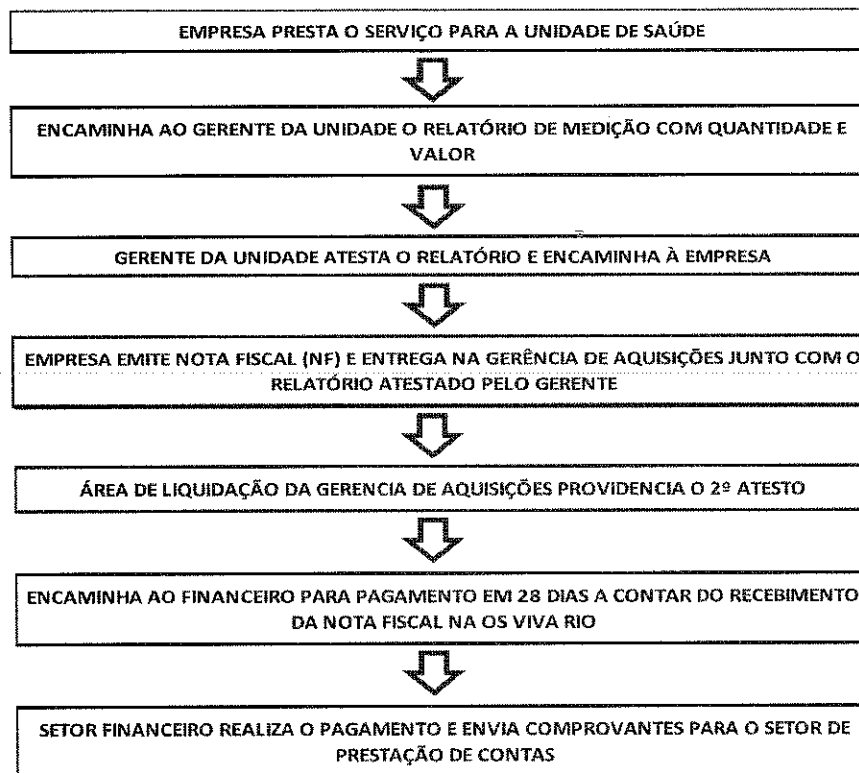 EMPRESA PRESTA O SERVIÇO PARA A UNIDADE DE SAÚDE
ENCAMINHA AO GERENTE DA UNIDADE O RELATÓRIO DE MEDIÇÃO COM QUANTIDADE E
VALOR
GERENTE DA UNIDADE ATESTA O RELATÓRIO E ENCAMINHA À EMPRESA
EMPRESA EMITE NOTA FISCAL (NF) E ENTREGA NA GERÊNCIA DE AQUISIÇÕES JUNTO COM O
RELATÓRIO ATESTADO PELO GERENTE
ÁREA DE LIQUIDAÇÃO DA GERENCIA DE AQUISIÇÕES PROVIDENCIA O 2º ATESTO
ENCAMINHA AO FINANCEIRO PARA PAGAMENTO EM 28 DIAS A CONTAR DO RECEBIMENTO
DA NOTA FISCAL NA OS VIVA RIO
SETOR FINANCEIRO REALIZA O PAGAMENTO E ENVIA COMPROVANTES PARA O SETOR DE
PRESTAÇÃO DE CONTAS